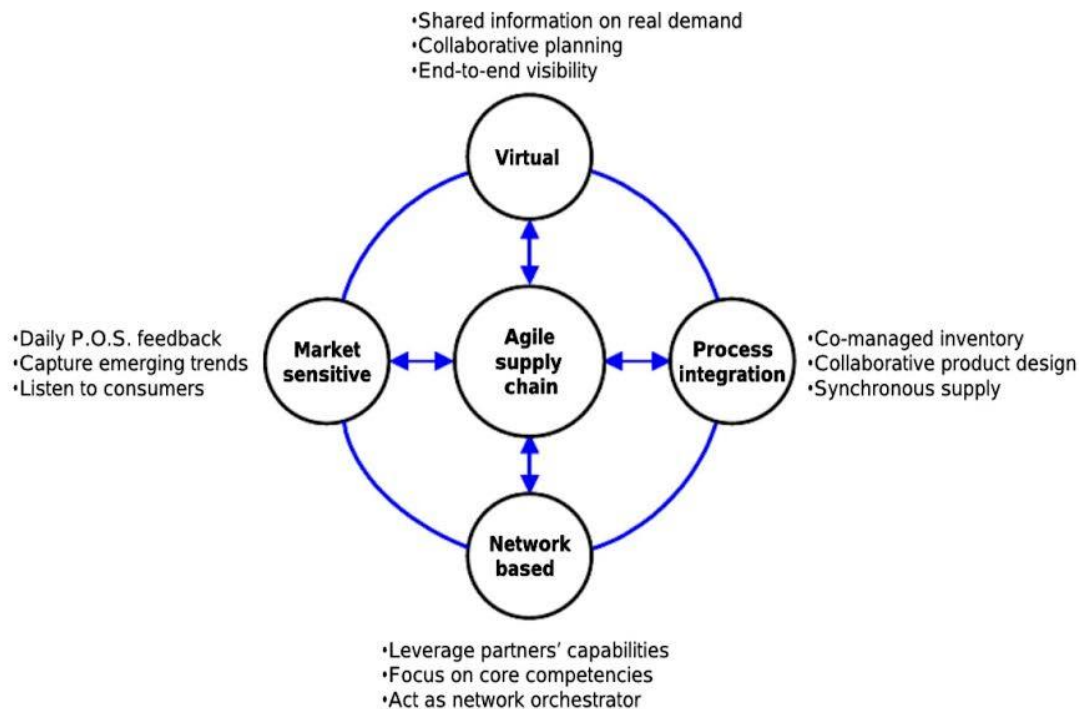 •Shared information on real demand
•Collaborative planning
•End-to-end visibility
Virtual
•Daily P.O.S. feedback
•Capture emerging trends
•Listen to consumers
Market
sensitive
Agile
supply
chain
Process
integration
•Co-managed inventory
•Collaborative product design
•Synchronous supply
Network
based
•Leverage partners’ capabilities
•Focus on core competencies
•Act as network orchestrator